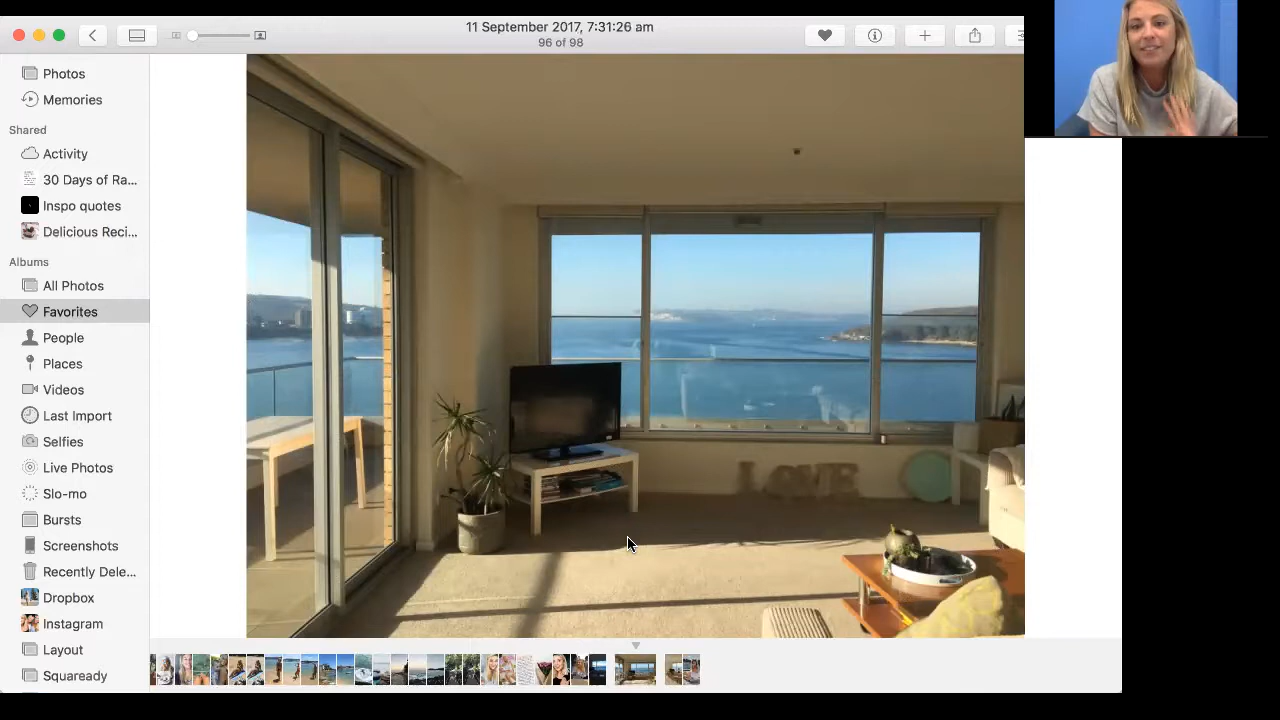 11 September 2017, 7:31:26 am
96 of 98
Photos
Memories
Shared
Activity
30 Days of Ra...
Inspo quotes
Delicious Reci...
Albums
All Photos
Favorites
People
Places
Videos
Last Import
Selfies
Live Photos
Slo-mo
Bursts
Screenshots
Recently Dele...
Dropbox
Instagram
Layout
Squaready
LOVE